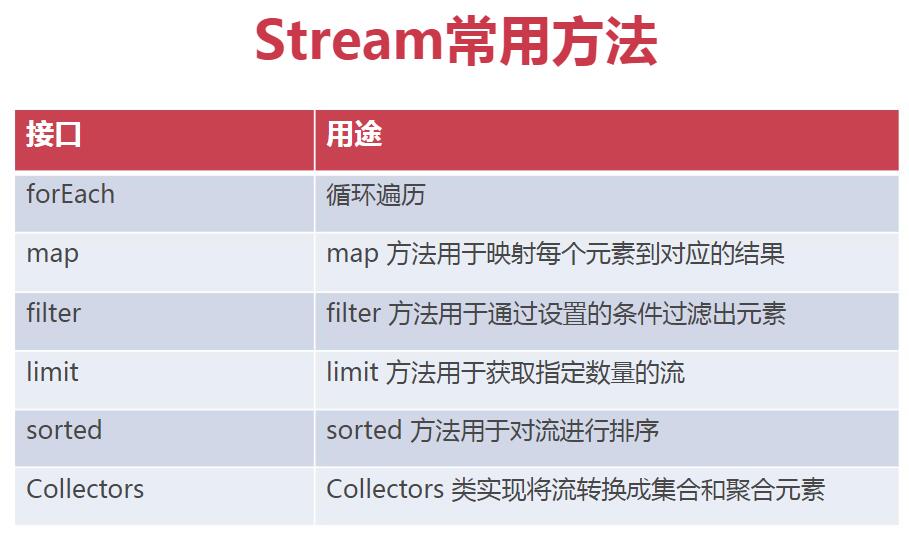 Stream常用方法
接口 用途
forEach 循环遍历
map map 方法用于映射每个元素到对应的结果
filter filter 方法用于通过设置的条件过滤出元素
limit limit 方法用于获取指定数量的流
sorted sorted 方法用于对流进行排序
Collectors Collectors 类实现将流转换成集合和聚合元素